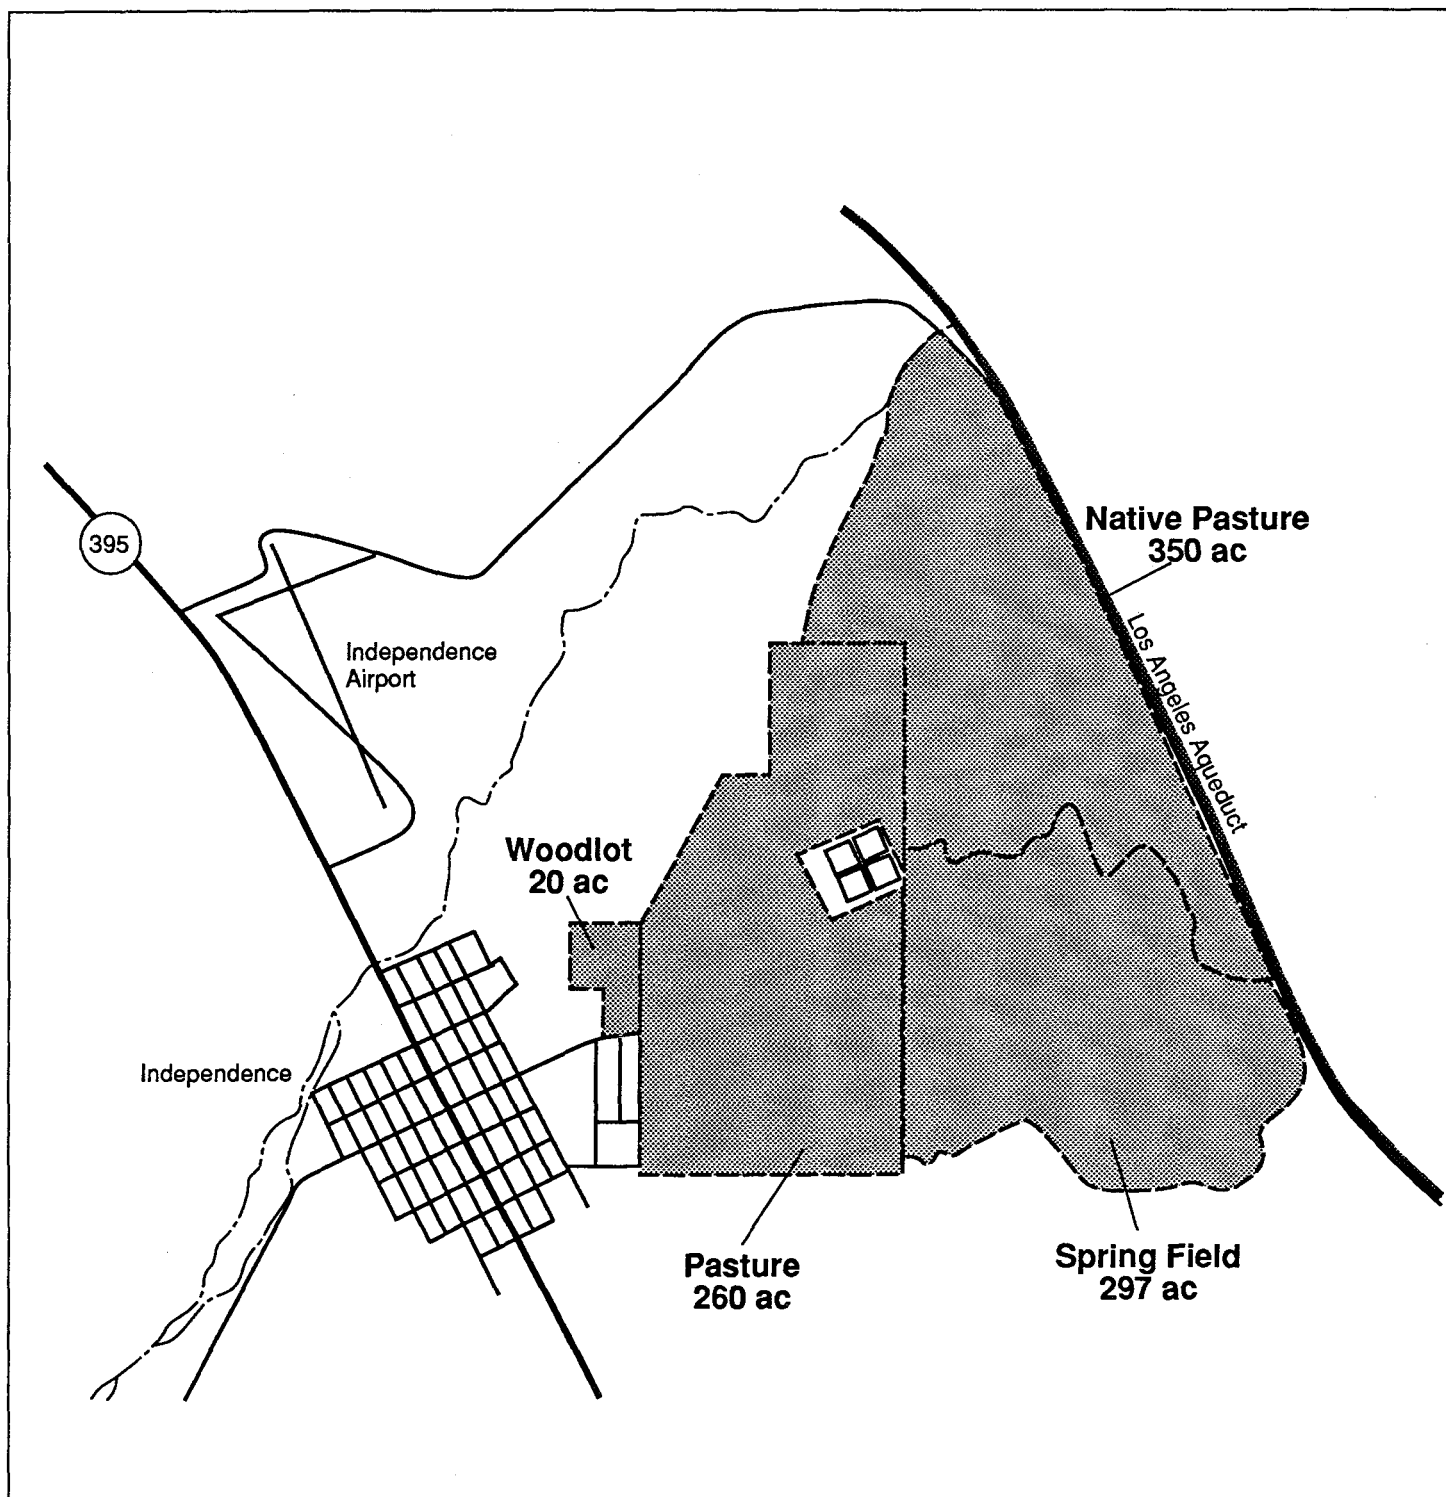 Native Pasture
350 ac
395
Los Angeles Aqueduct
Independence
Airport
Woodlot
20 ac
Independence
Pasture
260 ac
Spring Field
297 ac